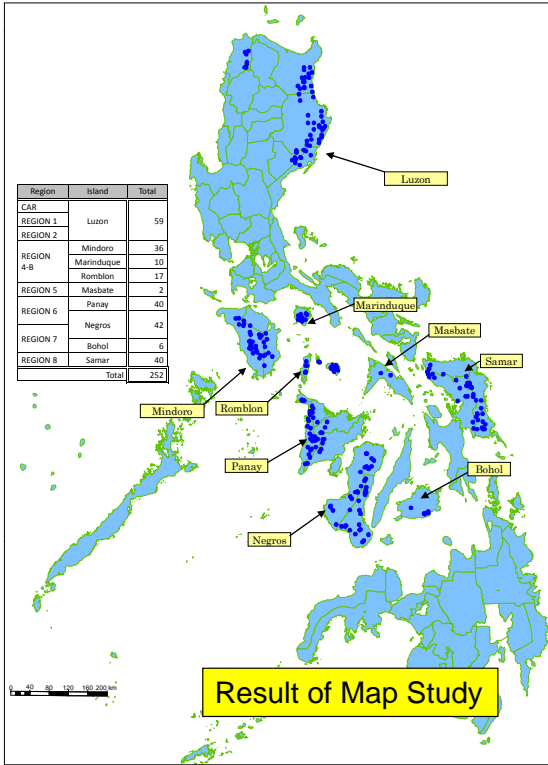 Luzon
Region Island Total
CAR
REGION 1 Luzon 59
REGION 2
REGION
4-B
Mindoro 36
Marinduque 10
Romblon 17
REGION 5 Masbate 2
REGION 6 Panay 40
Negros 42
REGION 7
Bohol 6
REGION 8 Samar 40
Total 252
Marinduque
Masbate
Samar
Mindoro
Romblon
Panay
Bohol
Negros
0 40 80 120 160 200 km
Result of Map Study